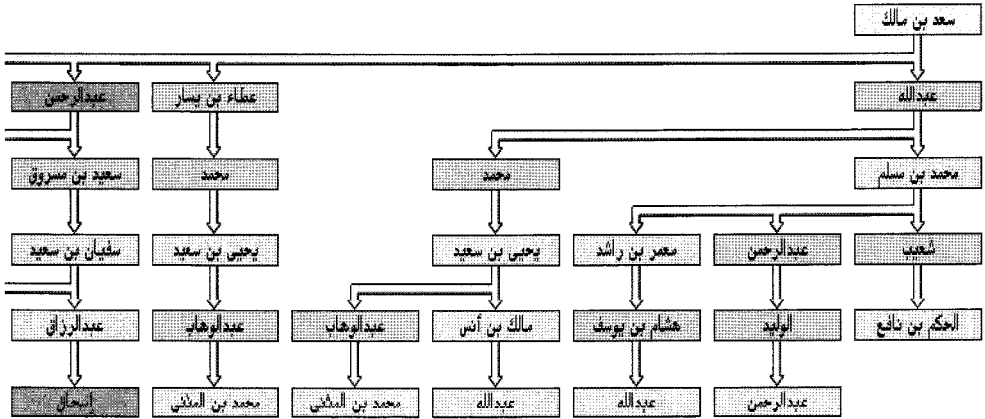 سعد بن مالك
عبدالله
عطاء بن يسار
عبدالرحمن
محمد بن مسلم
محمد
محمد
سعيد بن مسروق
شعيب
عبدالرحمن
معمر بن راشد
يحيى بن سعيد
يحيى بن سعيد
سفيان بن سعيد
الحكم بن نافع
الوليد
هشام بن يوسف
مالك بن أنس
عبدالوهاب
عبدالوهاب
عبدالرزاق
عبدالرحمن
عبدالله
عبدالله
محمد بن المثنى
محمد بن المثنى
إسحاق